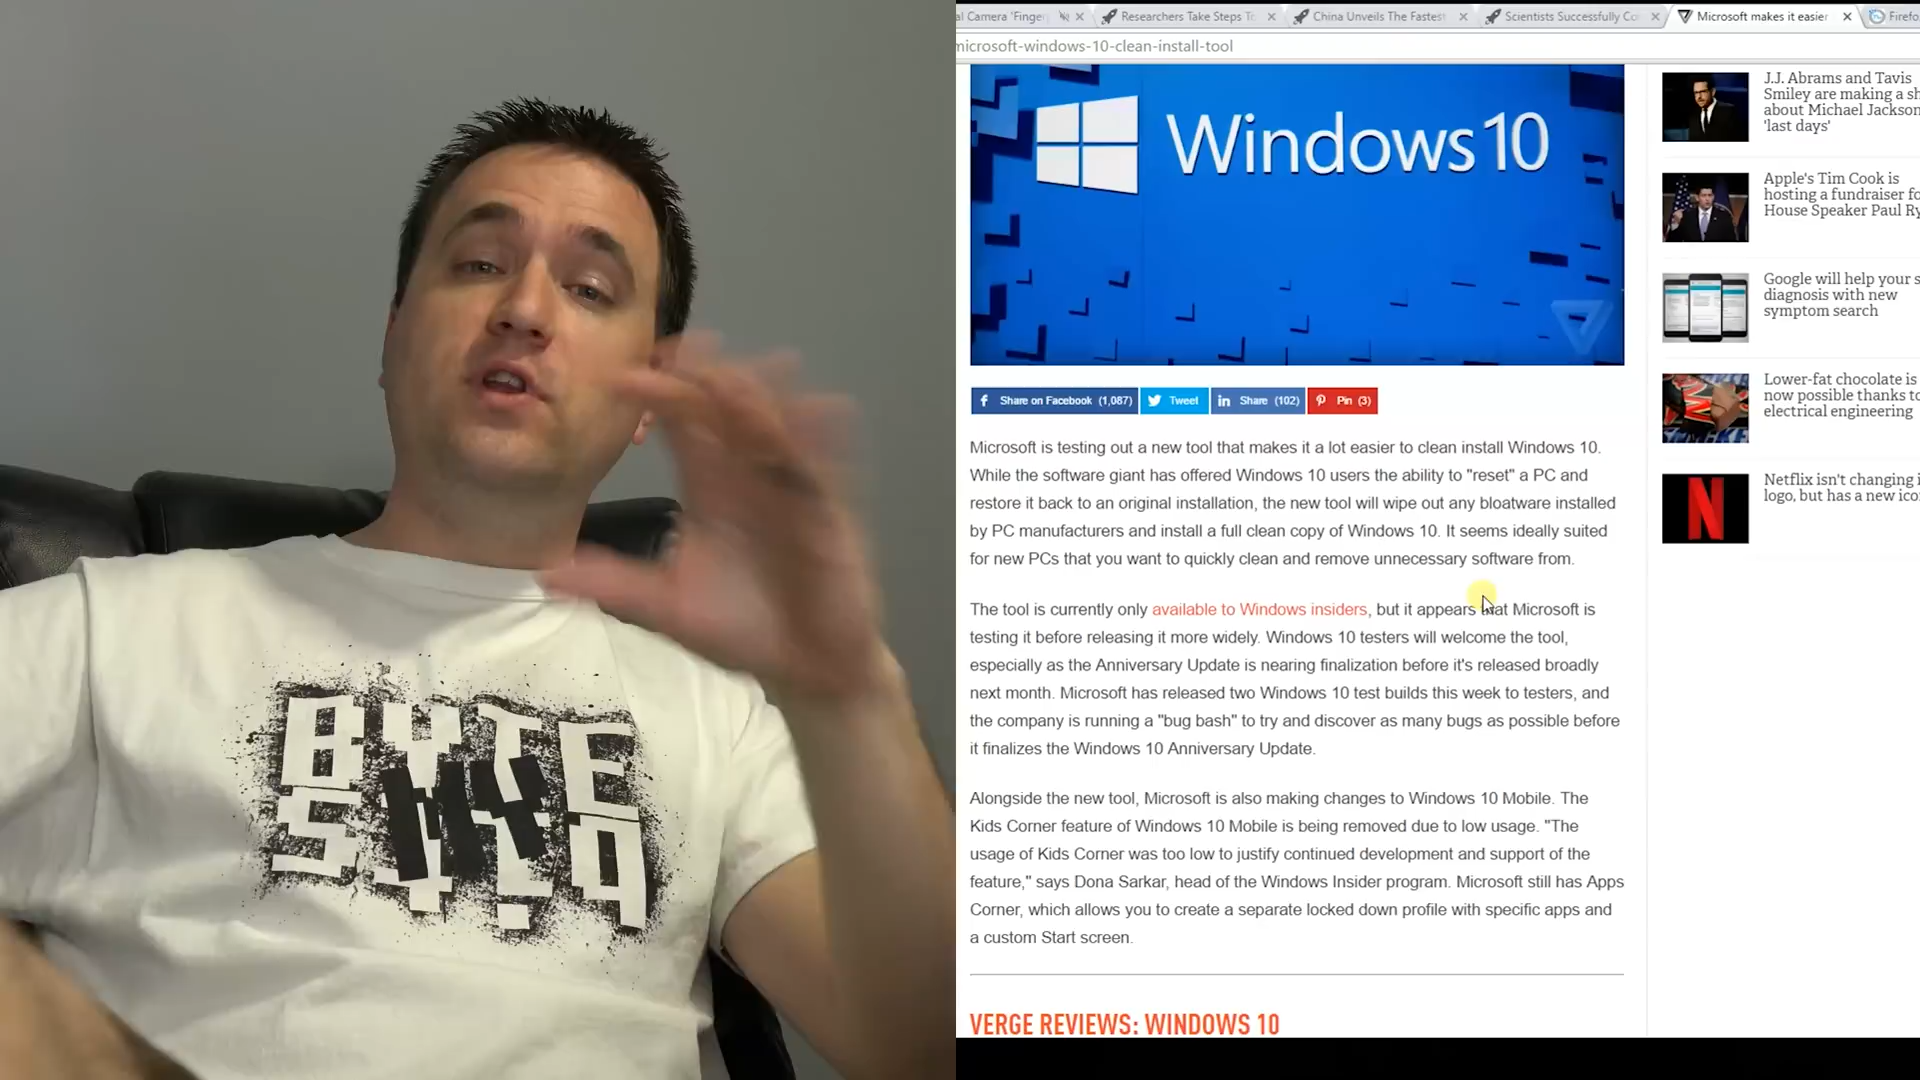 al Camera 'Finger
Researchers Take Steps To
China Unveils The Fastest
Scientists Successfully Co
Microsoft makes it easier
Firefo
microsoft-windows-10-clean-install-tool
Windows 10
Share on Facebook (1,087)
Tweet
Share (102)
Pin (3)
Microsoft is testing out a new tool that makes it a lot easier to clean install Windows 10.
While the software giant has offered Windows 10 users the ability to "reset" a PC and
restore it back to an original installation, the new tool will wipe out any bloatware installed
by PC manufacturers and install a full clean copy of Windows 10. It seems ideally suited
for new PCs that you want to quickly clean and remove unnecessary software from.
The tool is currently only available to Windows insiders, but it appears that Microsoft is
testing it before releasing it more widely. Windows 10 testers will welcome the tool,
especially as the Anniversary Update is nearing finalization before it's released broadly
next month. Microsoft has released two Windows 10 test builds this week to testers, and
the company is running a "bug bash" to try and discover as many bugs as possible before
it finalizes the Windows 10 Anniversary Update.
Alongside the new tool, Microsoft is also making changes to Windows 10 Mobile. The
Kids Corner feature of Windows 10 Mobile is being removed due to low usage. "The
usage of Kids Corner was too low to justify continued development and support of the
feature," says Dona Sarkar, head of the Windows Insider program. Microsoft still has Apps
Corner, which allows you to create a separate locked down profile with specific apps and
a custom Start screen.
VERGE REVIEWS: WINDOWS 10
J.J. Abrams and Tavis
Smiley are making a sh
about Michael Jackson
'last days'
Apple's Tim Cook is
hosting a fundraiser fo
House Speaker Paul Ry
Google will help your s
diagnosis with new
symptom search
Lower-fat chocolate is
now possible thanks to
electrical engineering
Netflix isn't changing i
logo, but has a new ico
N
BYTE
MY